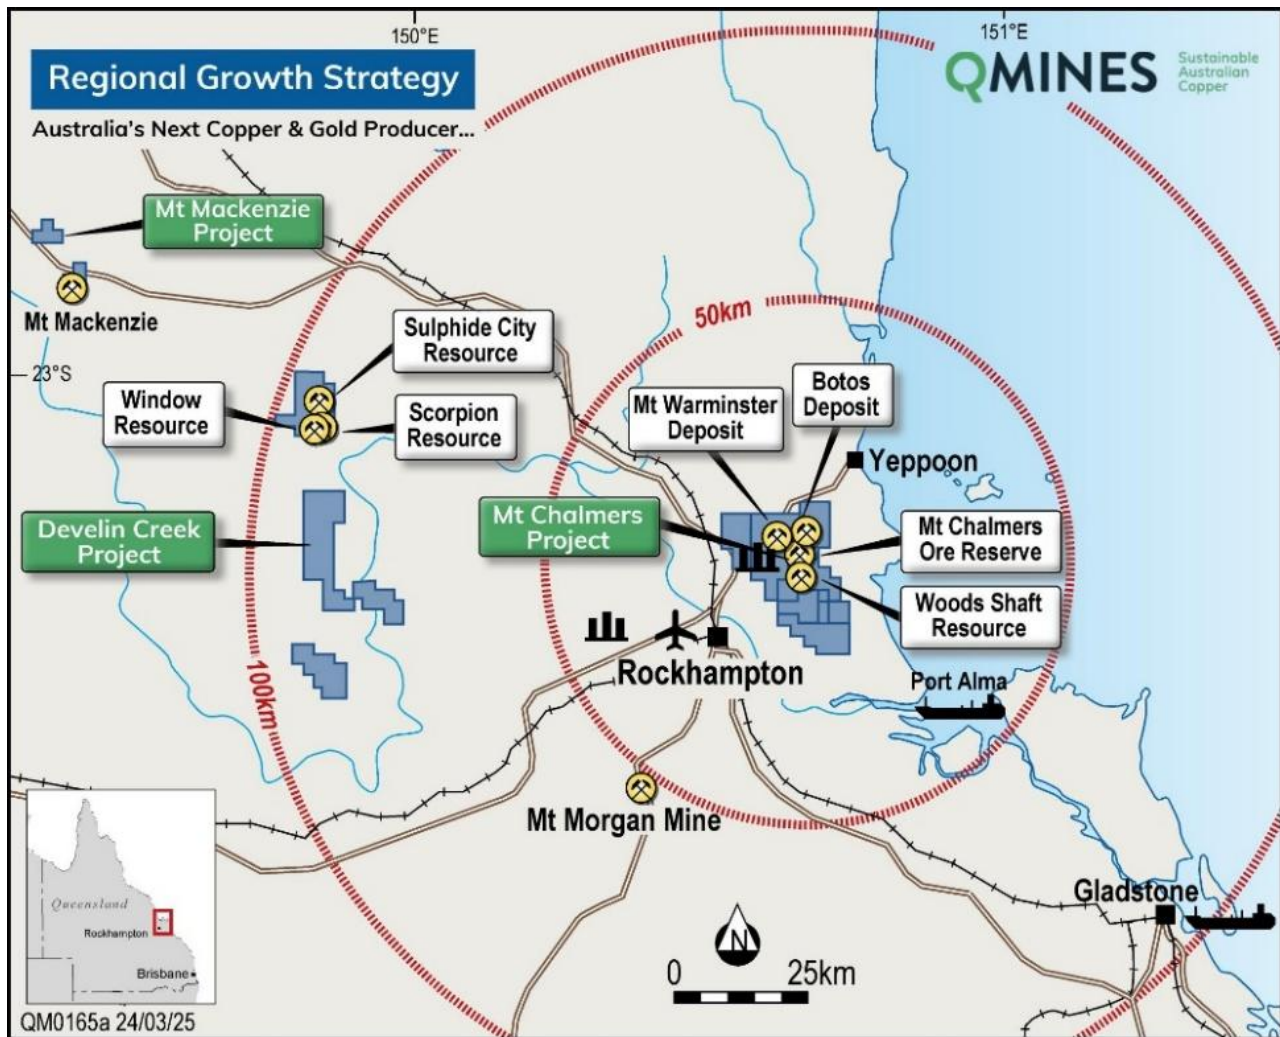 150°E
151°E
Regional Growth Strategy
Australia's Next Copper & Gold Producer...
QMINES
Sustainable
Australian
Copper
Mt Mackenzie
Project
Mt Mackenzie
23°S
50km
100km
Sulphide City
Resource
Window
Resource
Scorpion
Resource
Mt Warminster
Deposit
Botos
Deposit
Yeppoon
Develin Creek
Project
Mt Chalmers
Project
Mt Chalmers
Ore Reserve
Woods Shaft
Resource
Rockhampton
Port Alma
Mt Morgan Mine
Gladstone
N
0 25km
Queensland
Rockhampton
Brisbane
QM0165a 24/03/25